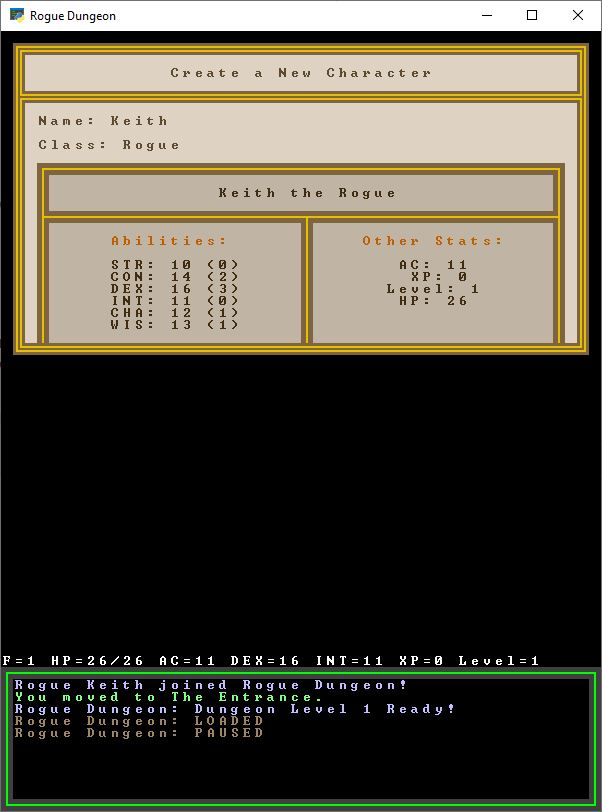 Rogue Dungeon
Create a New Character
Name: Keith
Class: Rogue
Keith the Rogue
Abilities:
STR: 10 (0)
CON: 14 (2)
DEX: 16 (3)
INT: 11 (0)
CHA: 12 (1)
WIS: 13 (1)
Other Stats:
AC: 11
XP: 0
Level: 1
HP: 26
F=1 HP=26/26 AC=11 DEX=16 INT=11 XP=0 Level=1
Rogue Keith joined Rogue Dungeon!
You moved to The Entrance.
Rogue Dungeon: Dungeon Level 1 Ready!
Rogue Dungeon: LOADED
Rogue Dungeon: PAUSED